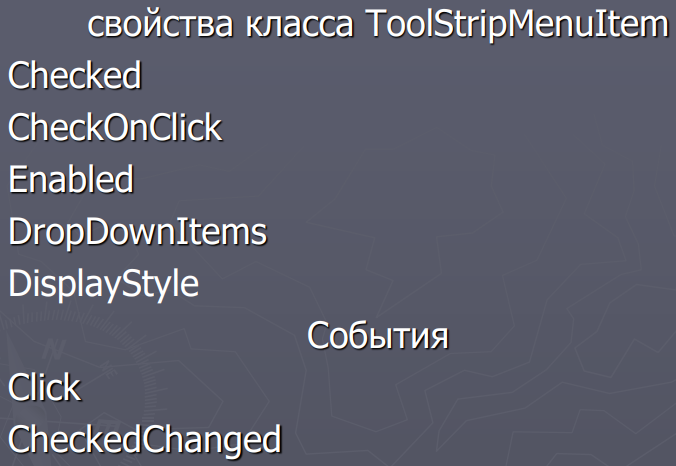 свойства класса ToolStripMenuItem
Checked
CheckOnClick
Enabled
DropDownItems
DisplayStyle
События
Click
CheckedChanged